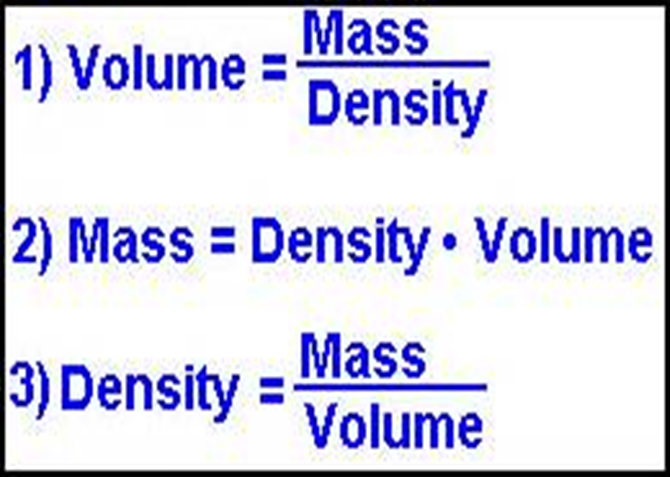 1) Volume = Mass
Density
2) Mass = Density • Volume
3) Density = Mass
Volume